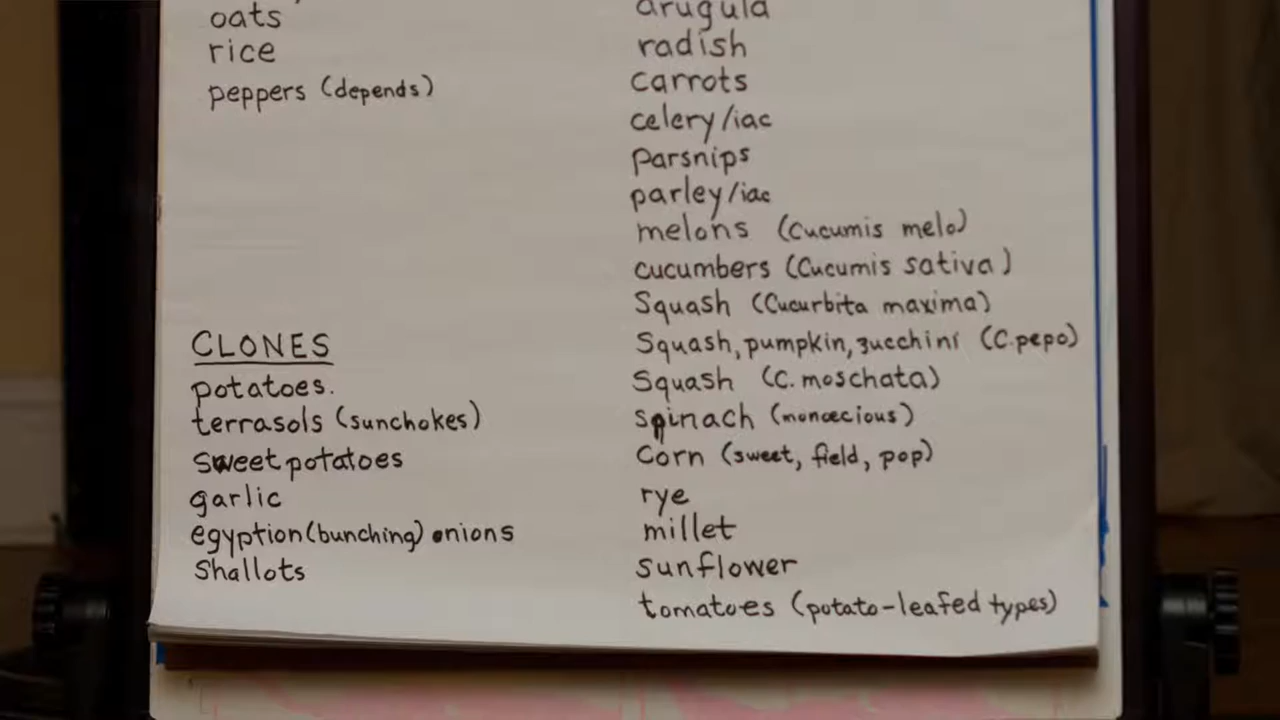 oats
rice
peppers (depends)
CLONES
potatoes.
terrasols (sunchokes)
sweet potatoes
garlic
egyption (bunching) onions
Shallots
arugula
radish
carrots
celery/iac
parsnips
parley/iac
melons (Cucumis melo)
cucumbers (Cucumis sativa)
Squash (Cucurbita maxima)
Squash, pumpkin, zucchini (C. pepo)
Squash (C. moschata)
spinach (monoecious)
Corn (sweet, field, pop)
rye
millet
sunflower
tomatoes (potato-leafed types)